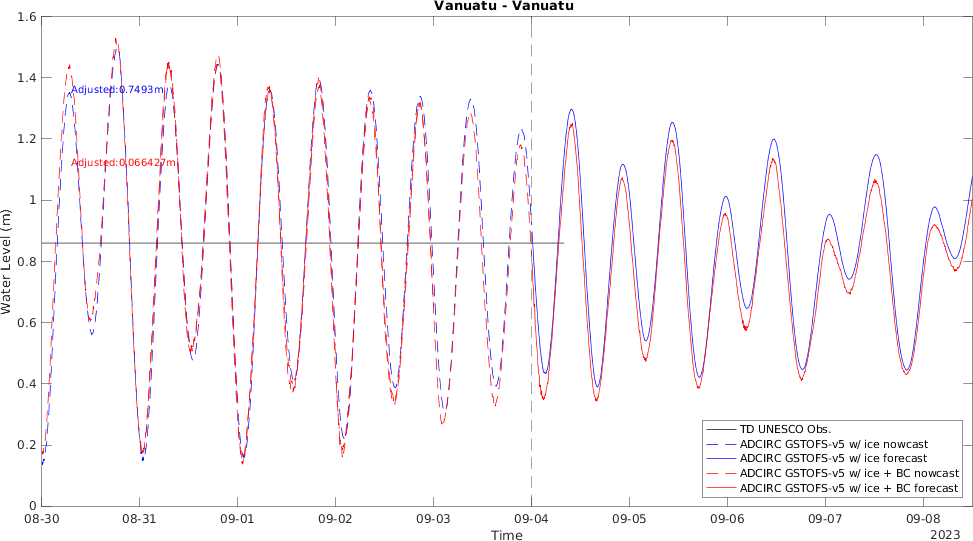 Vanuatu - Vanuatu
1.6
1.4
1.2
1
0.8
0.6
0.4
0.2
0
Water Level (m)
Adjusted:0.7493m
Adjusted:0.066427m
TD UNESCO Obs.
ADCIRC GSTOFS-v5 w/ ice nowcast
ADCIRC GSTOFS-v5 w/ ice forecast
ADCIRC GSTOFS-v5 w/ ice + BC nowcast
ADCIRC GSTOFS-v5 w/ ice + BC forecast
08-30 08-31 09-01 09-02 09-03 09-04 09-05 09-06 09-07 09-08
Time
2023